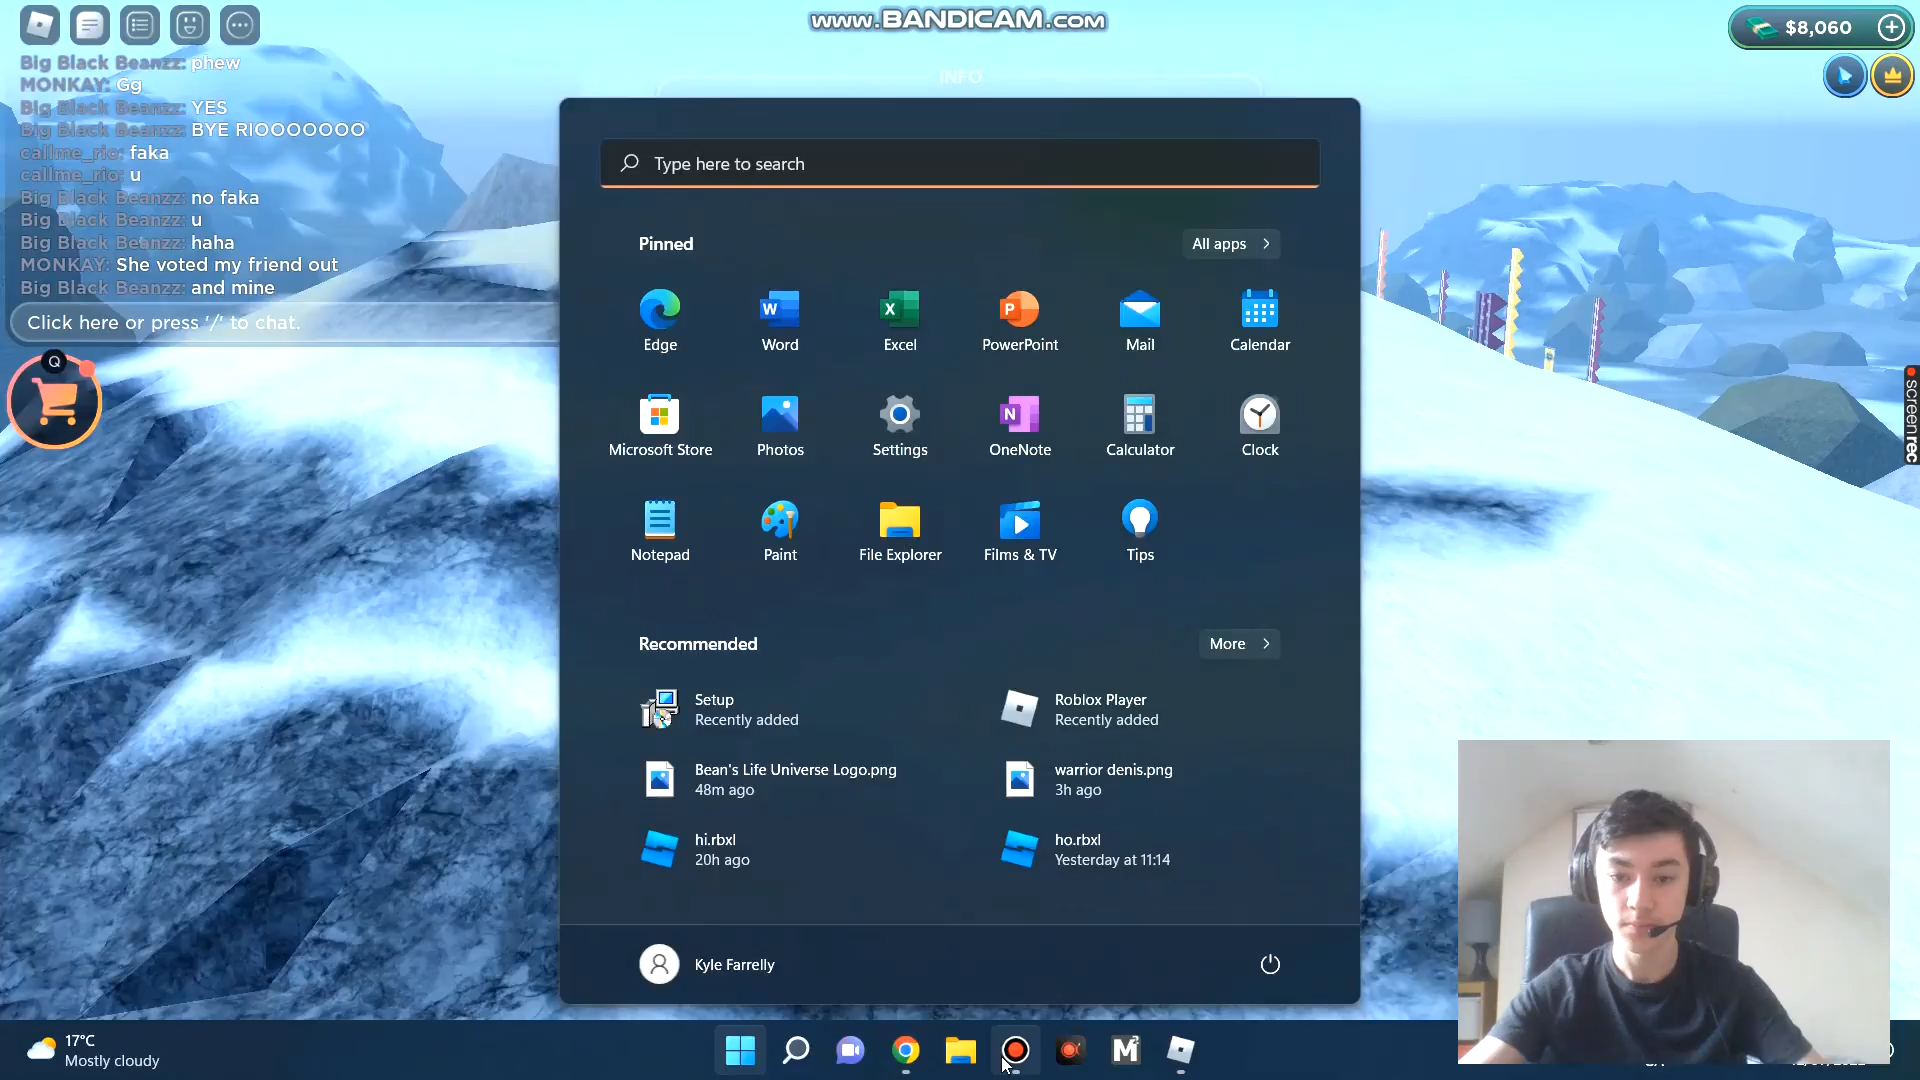 www.BANDICAM.com
$8,060
INFO
Big Black Beanzz: phew
MONKAY: Gg
Big Black Beanzz: YES
Big Black Beanzz: BYE RIOOOOOOO
callme_rio: faka
callme_rio: u
Big Black Beanzz: no faka
Big Black Beanzz: u
Big Black Beanzz: haha
MONKAY: She voted my friend out
Big Black Beanzz: and mine
Click here or press '/' to chat.
Q
Type here to search
Pinned
All apps
Edge
Word
Excel
PowerPoint
Mail
Calendar
Microsoft Store
Photos
Settings
OneNote
Calculator
Clock
Notepad
Paint
File Explorer
Films & TV
Tips
Recommended
More
Setup
Recently added
Roblox Player
Recently added
Bean's Life Universe Logo.png
48m ago
warrior denis.png
3h ago
hi.rbxl
20h ago
ho.rbxl
Yesterday at 11:14
Kyle Farrelly
screenrec
17°C
Mostly cloudy